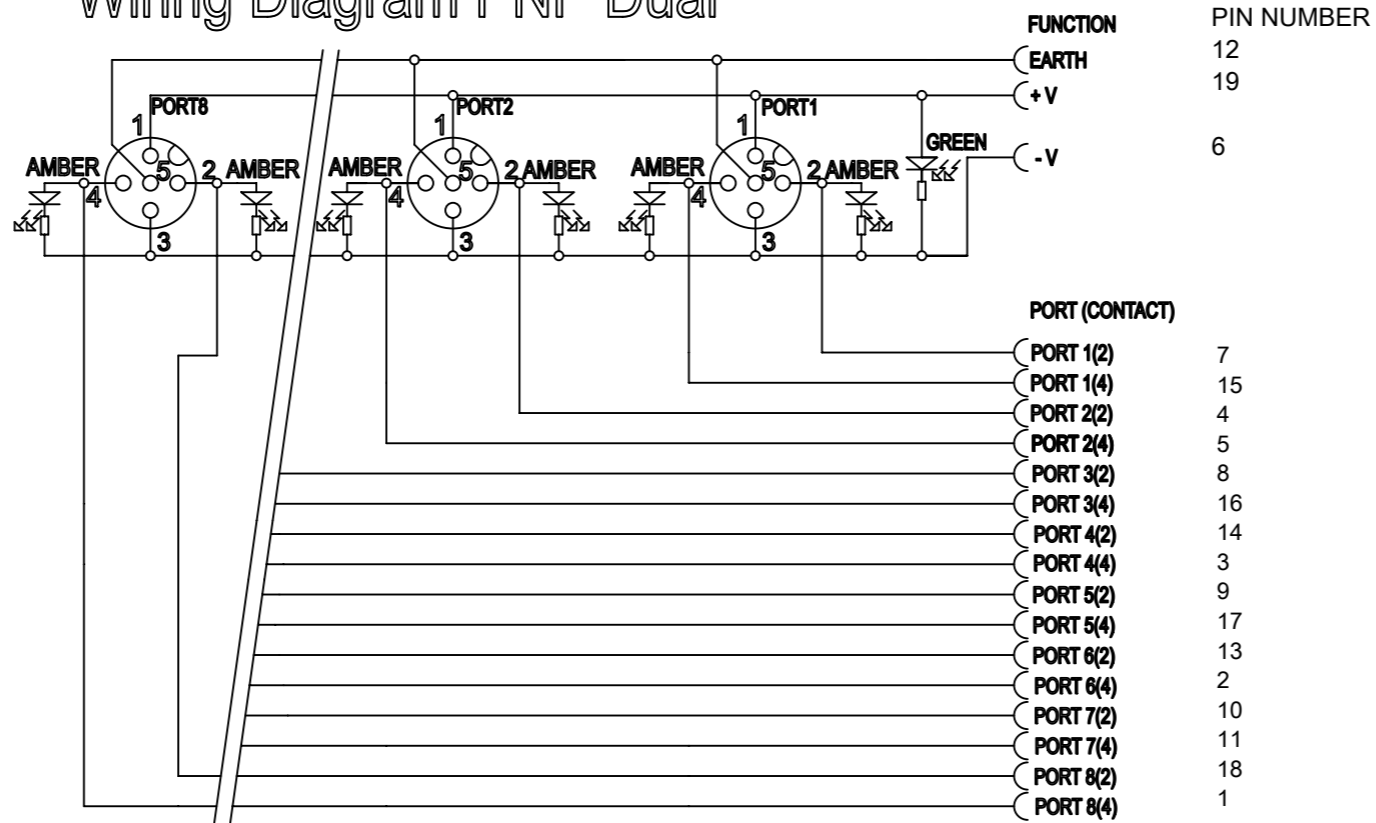 Wiring Diagram PNP Dual
FUNCTION PIN NUMBER
EARTH 12
+ V 19
- V 6
PORT8 PORT2 PORT1
1 1 1
GREEN
AMBER 5 2 AMBER AMBER 5 2 AMBER AMBER 5 2 AMBER
4 4 4
3 3 3
PORT (CONTACT)
PORT 1(2) 7
PORT 1(4) 15
PORT 2(2) 4
PORT 2(4) 5
PORT 3(2) 8
PORT 3(4) 16
PORT 4(2) 14
PORT 4(4) 3
PORT 5(2) 9
PORT 5(4) 17
PORT 6(2) 13
PORT 6(4) 2
PORT 7(2) 10
PORT 7(4) 11
PORT 8(2) 18
PORT 8(4) 1